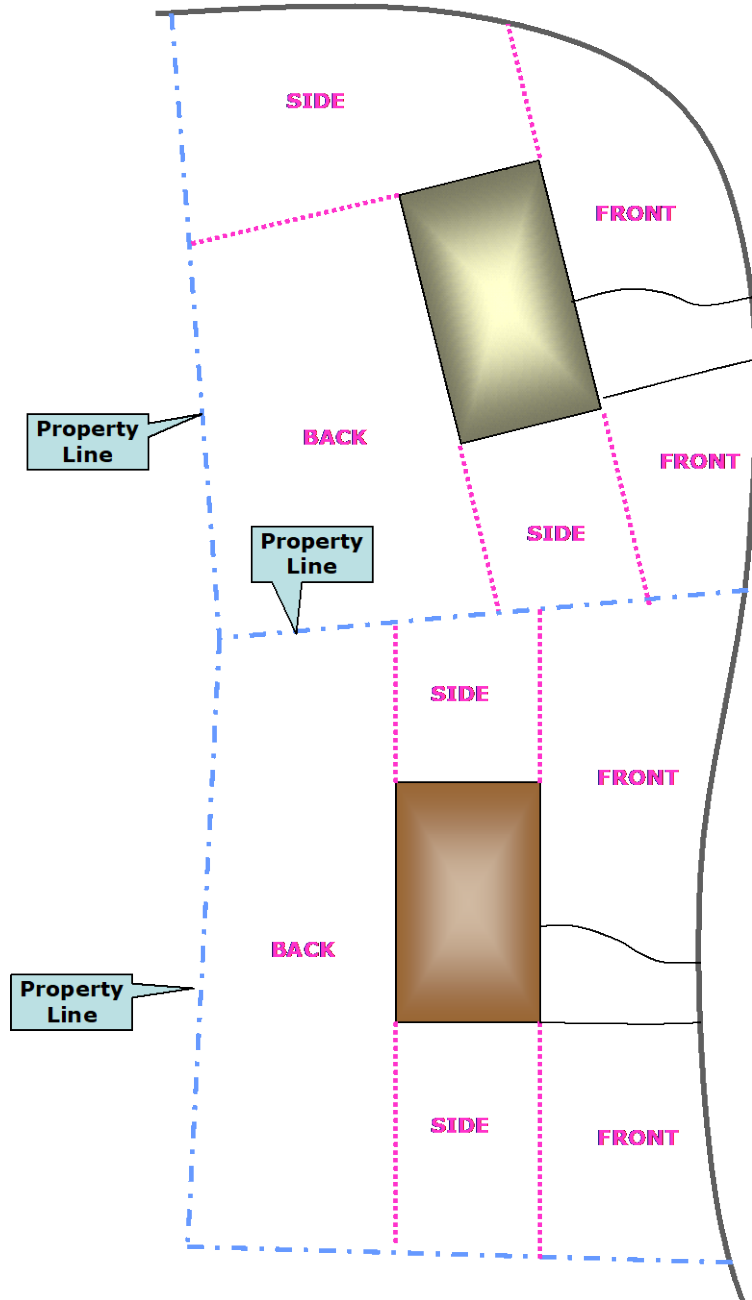 SIDE
FRONT
Property
Line
BACK
FRONT
SIDE
Property
Line
SIDE
FRONT
BACK
Property
Line
SIDE
FRONT